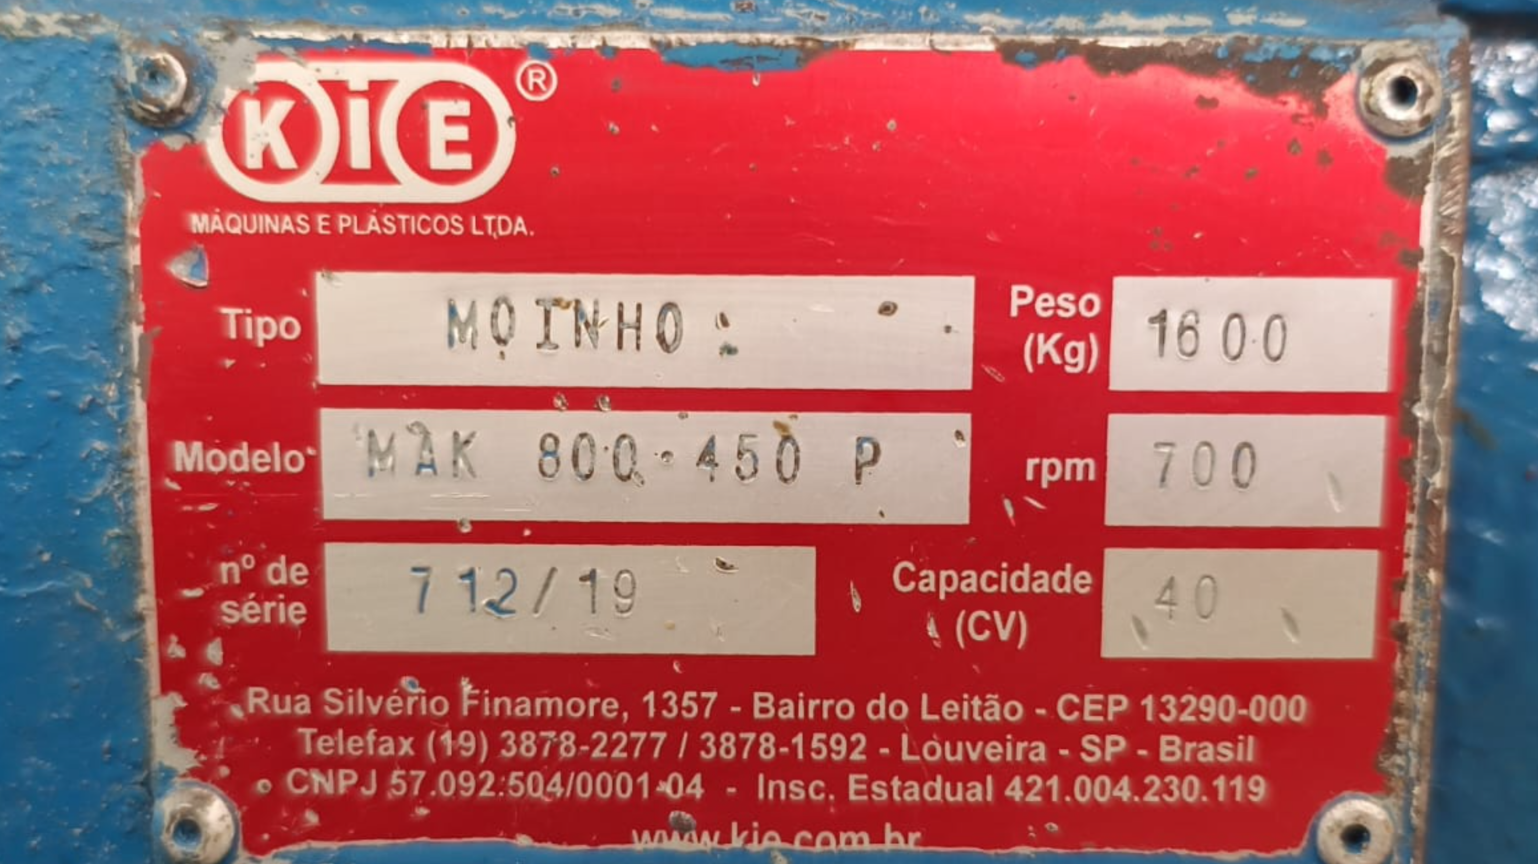 KiE ®
MÁQUINAS E PLÁSTICOS LTDA.
Tipo MOINHO
Peso (Kg) 1600
Modelo MAK 800.450 P
rpm 700
nº de série 712/19
Capacidade (CV) 40
Rua Silvério Finamore, 1357 - Bairro do Leitão - CEP 13290-000
Telefax (19) 3878-2277 / 3878-1592 - Louveira - SP - Brasil
CNPJ 57.092.504/0001-04 - Insc. Estadual 421.004.230.119
www.kie.com.br